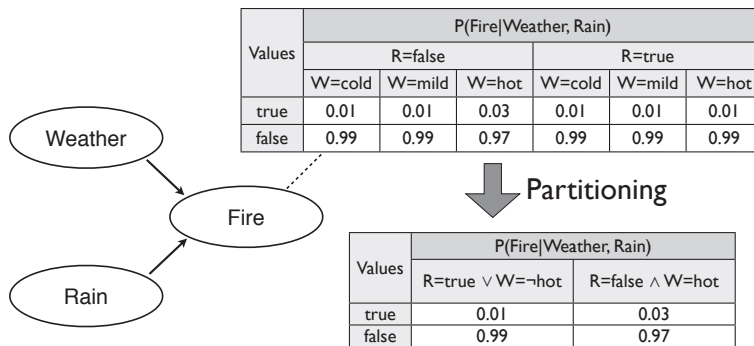 P(Fire|Weather, Rain)
Values R=false R=true
W=cold W=mild W=hot W=cold W=mild W=hot
true 0.01 0.01 0.03 0.01 0.01 0.01
false 0.99 0.99 0.97 0.99 0.99 0.99
Weather
Fire
Rain
Partitioning
P(Fire|Weather, Rain)
Values
R=true ∨ W=¬hot R=false ∧ W=hot
true 0.01 0.03
false 0.99 0.97